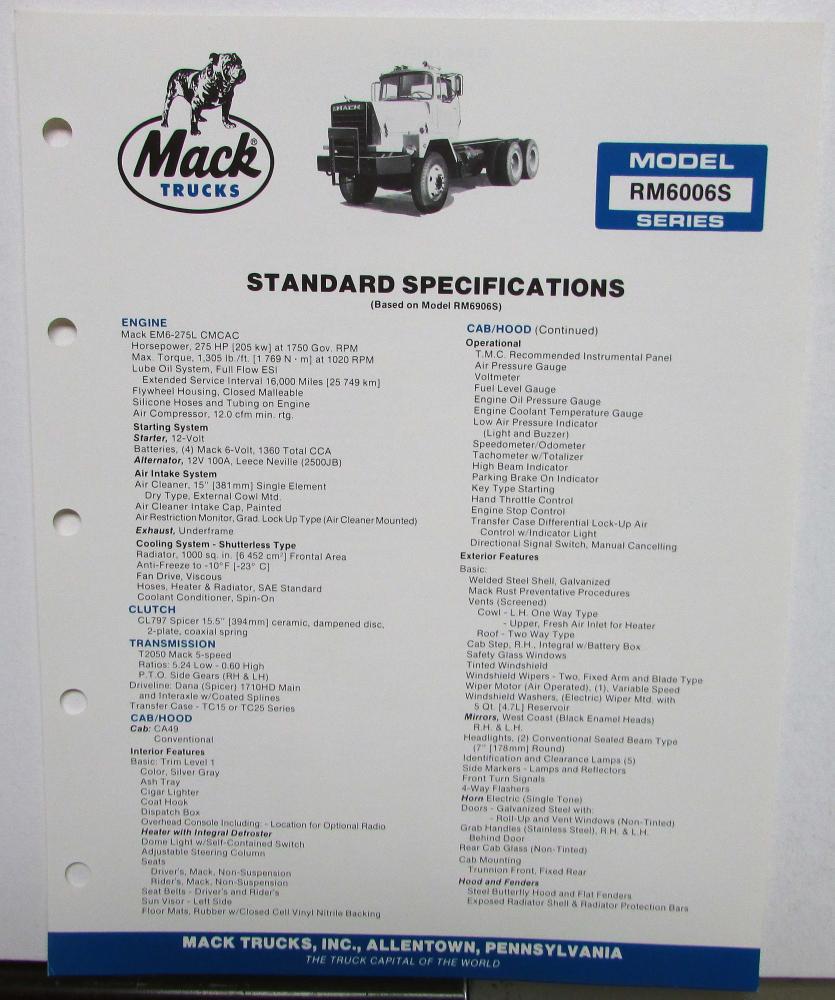 Mack®
TRUCKS
MACK
MODEL
RM6006S
SERIES
STANDARD SPECIFICATIONS
(Based on Model RM6906S)
ENGINE
Mack EM6-275L CMCAC
Horsepower, 275 HP [205 kw] at 1750 Gov. RPM
Max. Torque, 1,305 lb./ft. [1 769 N · m] at 1020 RPM
Lube Oil System, Full Flow ESI
Extended Service Interval 16,000 Miles [25 749 km]
Flywheel Housing, Closed Malleable
Silicone Hoses and Tubing on Engine
Air Compressor, 12.0 cfm min. rtg.
Starting System
Starter, 12-Volt
Batteries, (4) Mack 6-Volt, 1360 Total CCA
Alternator, 12V 100A, Leece Neville (2500JB)
Air Intake System
Air Cleaner, 15" [381mm] Single Element
Dry Type, External Cowl Mtd.
Air Cleaner Intake Cap, Painted
Air Restriction Monitor, Grad. Lock Up Type (Air Cleaner Mounted)
Exhaust, Underframe
Cooling System - Shutterless Type
Radiator, 1000 sq. in. [6 452 cm²] Frontal Area
Anti-Freeze to -10°F [-23° C]
Fan Drive, Viscous
Hoses, Heater & Radiator, SAE Standard
Coolant Conditioner, Spin-On
CLUTCH
CL797 Spicer 15.5" [394mm] ceramic, dampened disc,
2-plate, coaxial spring
TRANSMISSION
T2050 Mack 5-speed
Ratios: 5.24 Low - 0.60 High
P.T.O. Side Gears (RH & LH)
Driveline: Dana (Spicer) 1710HD Main
and Interaxle w/Coated Splines
Transfer Case - TC15 or TC25 Series
CAB/HOOD
Cab: CA49
Conventional
Interior Features
Basic: Trim Level 1
Color, Silver Gray
Ash Tray
Cigar Lighter
Coat Hook
Dispatch Box
Overhead Console Including: - Location for Optional Radio
Heater with Integral Defroster
Dome Light w/Self-Contained Switch
Adjustable Steering Column
Seats
Driver's, Mack, Non-Suspension
Rider's, Mack, Non-Suspension
Seat Belts - Driver's and Rider's
Sun Visor - Left Side
Floor Mats, Rubber w/Closed Cell Vinyl Nitrile Backing
CAB/HOOD (Continued)
Operational
T.M.C. Recommended Instrumental Panel
Air Pressure Gauge
Voltmeter
Fuel Level Gauge
Engine Oil Pressure Gauge
Engine Coolant Temperature Gauge
Low Air Pressure Indicator
(Light and Buzzer)
Speedometer/Odometer
Tachometer w/Totalizer
High Beam Indicator
Parking Brake On Indicator
Key Type Starting
Hand Throttle Control
Engine Stop Control
Transfer Case Differential Lock-Up Air
Control w/Indicator Light
Directional Signal Switch, Manual Cancelling
Exterior Features
Basic:
Welded Steel Shell, Galvanized
Mack Rust Preventative Procedures
Vents (Screened)
Cowl - L.H. One Way Type
- Upper, Fresh Air Inlet for Heater
Roof - Two Way Type
Cab Step, R.H., Integral w/Battery Box
Safety Glass Windows
Tinted Windshield
Windshield Wipers - Two, Fixed Arm and Blade Type
Wiper Motor (Air Operated), (1), Variable Speed
Windshield Washers, (Electric) Wiper Mtd. with
5 Qt. [4.7L] Reservoir
Mirrors, West Coast (Black Enamel Heads)
R.H. & L.H.
Headlights, (2) Conventional Sealed Beam Type
(7" [178mm] Round)
Identification and Clearance Lamps (5)
Side Markers - Lamps and Reflectors
Front Turn Signals
4-Way Flashers
Horn Electric (Single Tone)
Doors - Galvanized Steel with:
- Roll-Up and Vent Windows (Non-Tinted)
Grab Handles (Stainless Steel), R.H. & L.H.
Behind Door
Rear Cab Glass (Non-Tinted)
Cab Mounting
Trunnion Front, Fixed Rear
Hood and Fenders
Steel Butterfly Hood and Flat Fenders
Exposed Radiator Shell & Radiator Protection Bars
MACK TRUCKS, INC., ALLENTOWN, PENNSYLVANIA
THE TRUCK CAPITAL OF THE WORLD